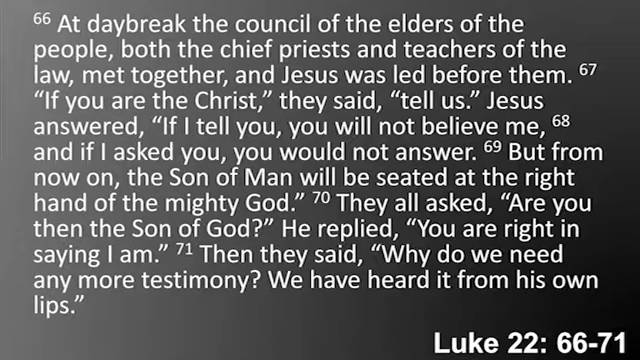 66 At daybreak the council of the elders of the
people, both the chief priests and teachers of the
law, met together, and Jesus was led before them. 67
“If you are the Christ,” they said, “tell us.” Jesus
answered, “If I tell you, you will not believe me, 68
and if I asked you, you would not answer. 69 But from
now on, the Son of Man will be seated at the right
hand of the mighty God.” 70 They all asked, “Are you
then the Son of God?” He replied, “You are right in
saying I am.” 71 Then they said, “Why do we need
any more testimony? We have heard it from his own
lips.”
Luke 22: 66-71